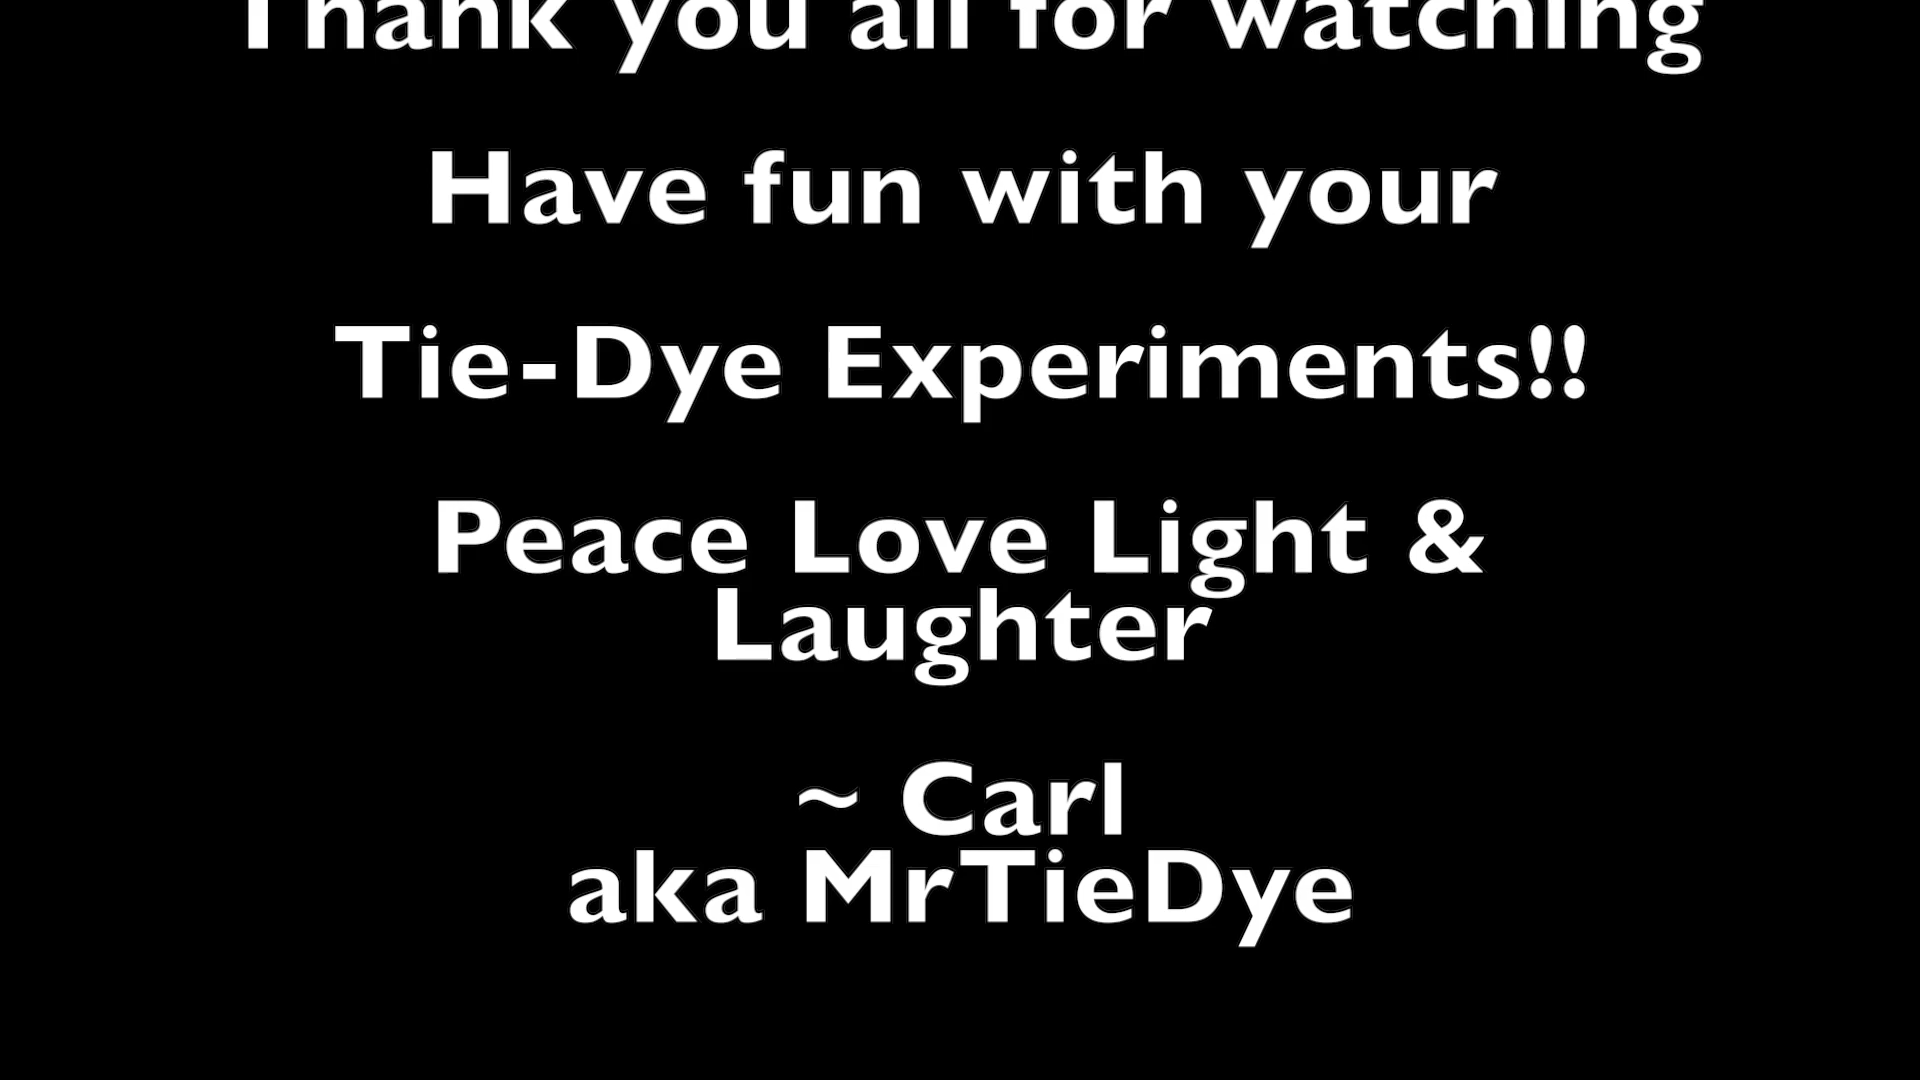 Thank you all for watching
Have fun with your
Tie-Dye Experiments!!
Peace Love Light &
Laughter
~ Carl
aka MrTieDye